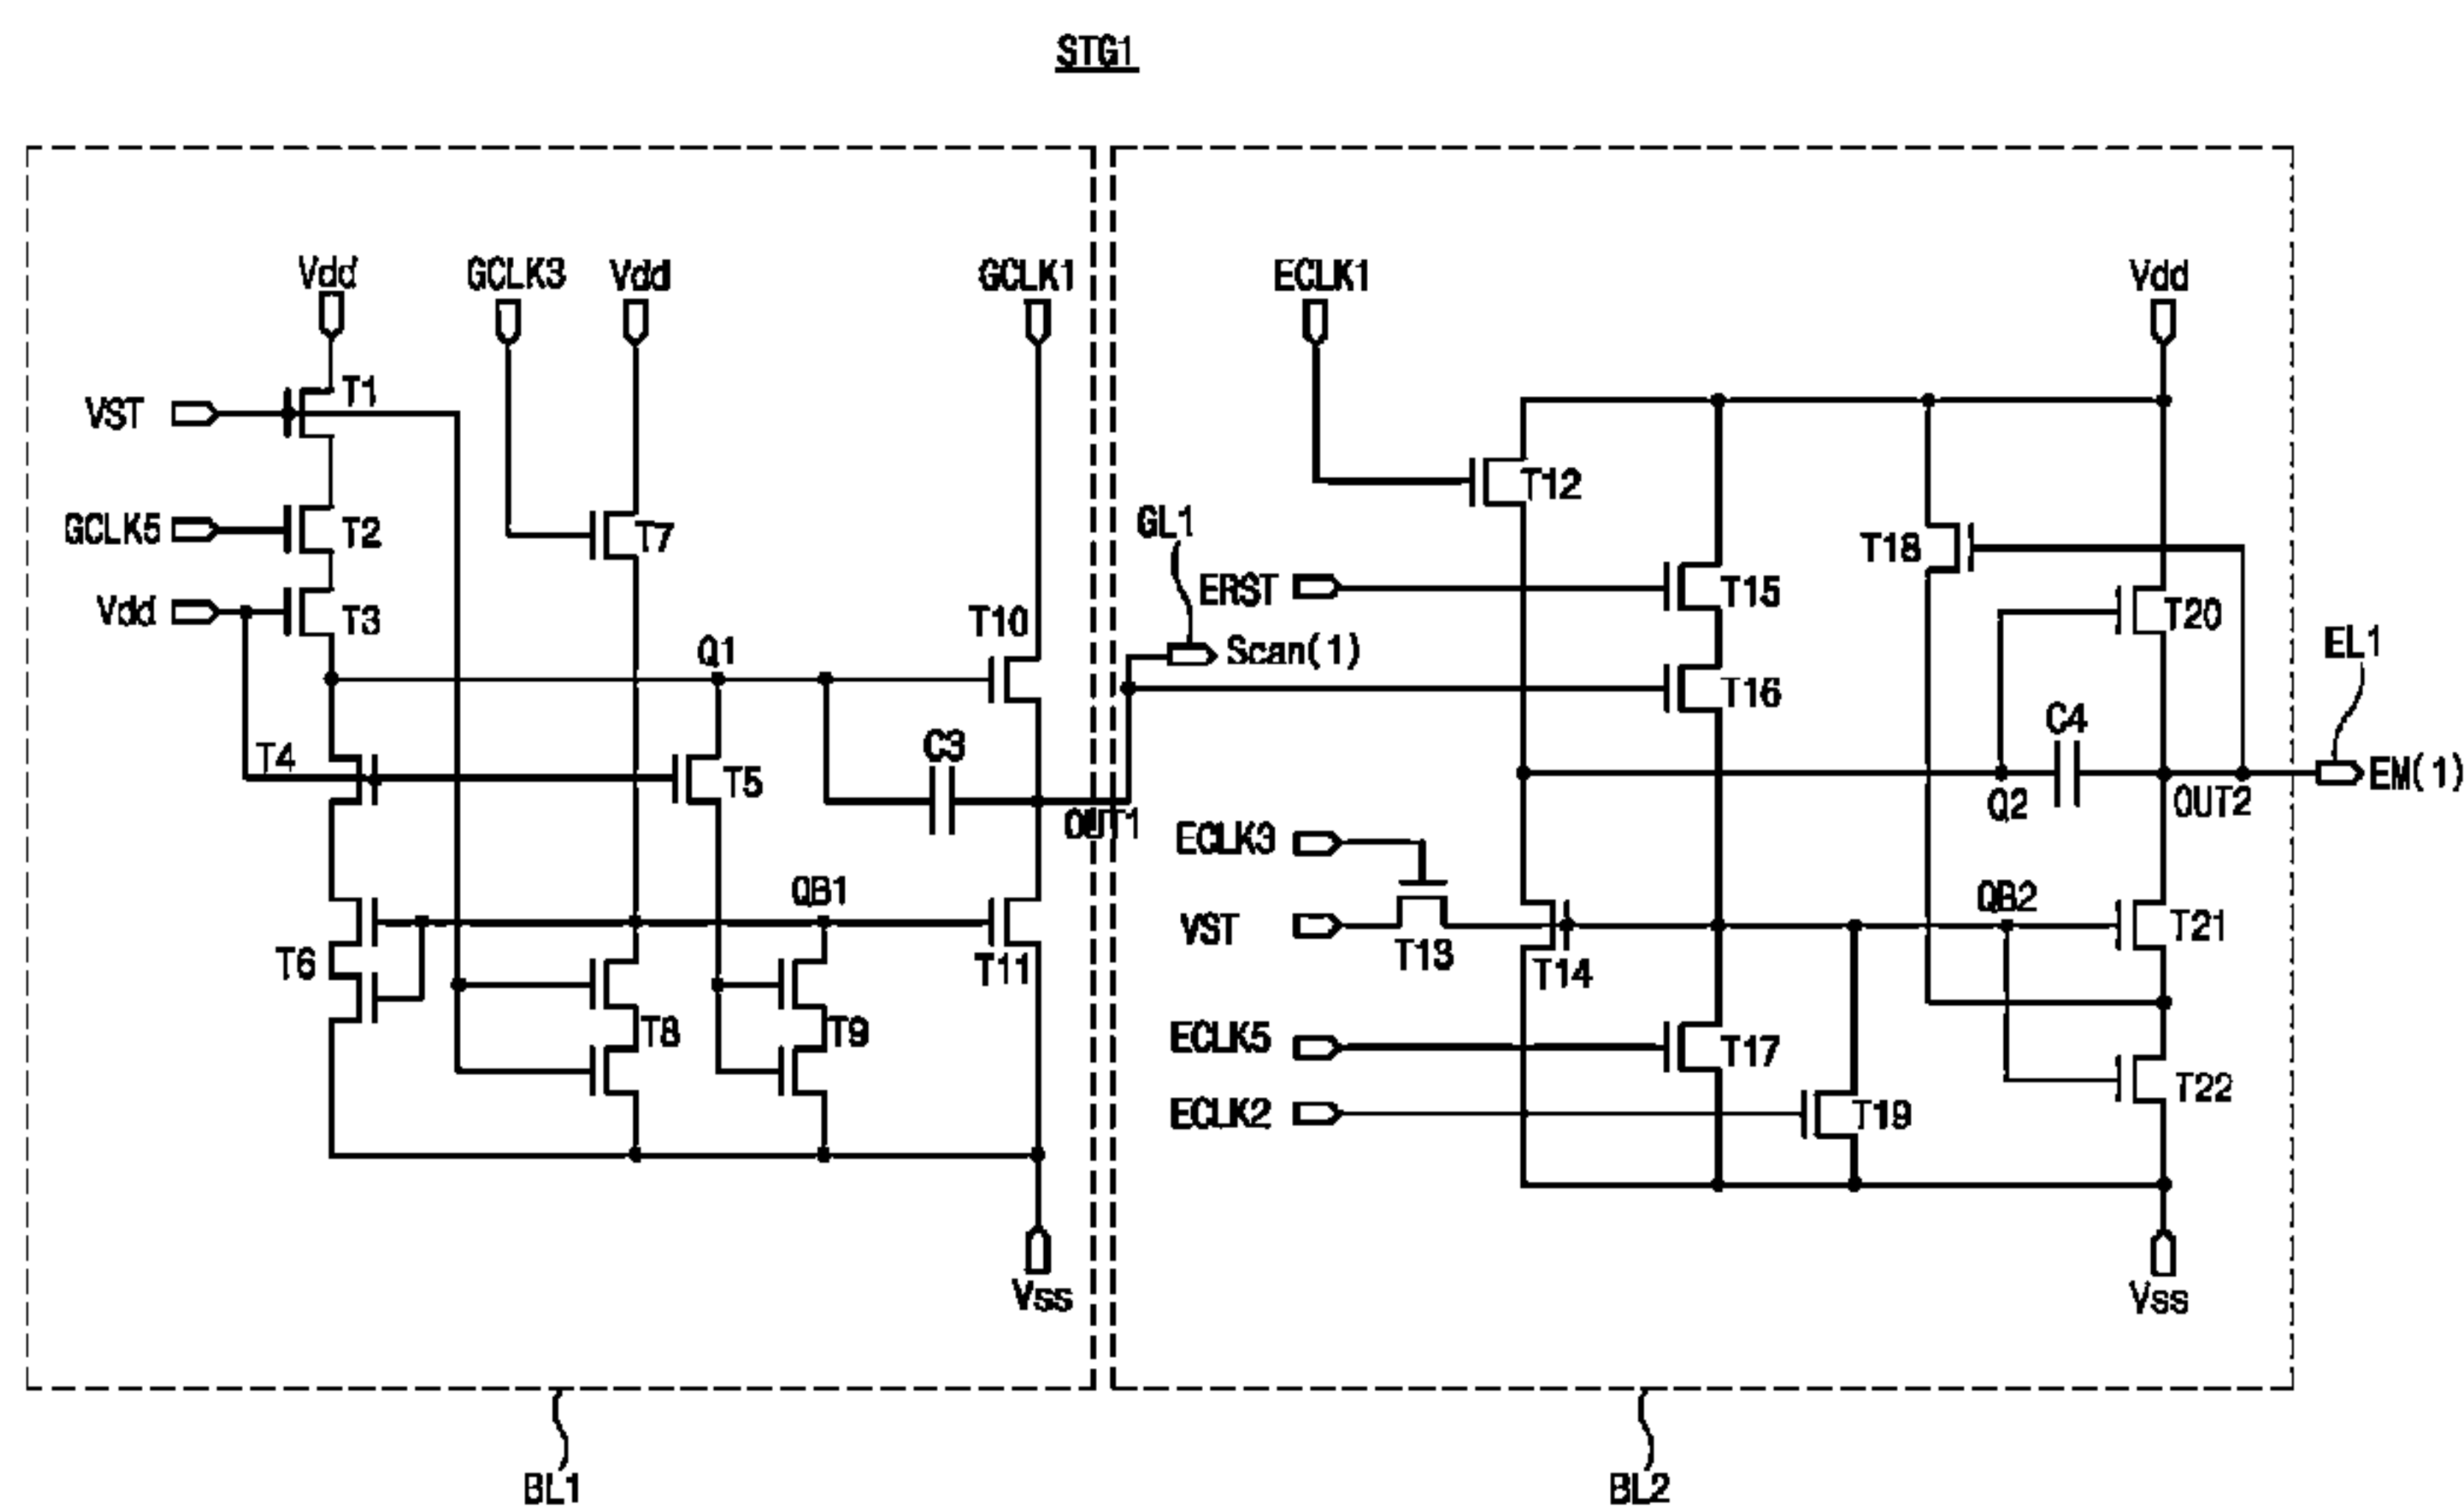 STG1
Vdd
GCLK3
Vdd
GCLK1
ECLK1
Vdd
VST
T1
T12
GCLK5
T2
T7
GL1
T18
Vdd
T3
ERST
T15
T20
T10
Q1
Scan(1)
EL1
T16
T4
T5
C3
C4
OUT1
Q2
OUT2
EM(1)
ECLK3
QB1
QB2
VST
T13
T14
T21
T6
T11
T8
T9
ECLK5
T17
ECLK2
T19
T22
Vss
Vss
BL1
BL2